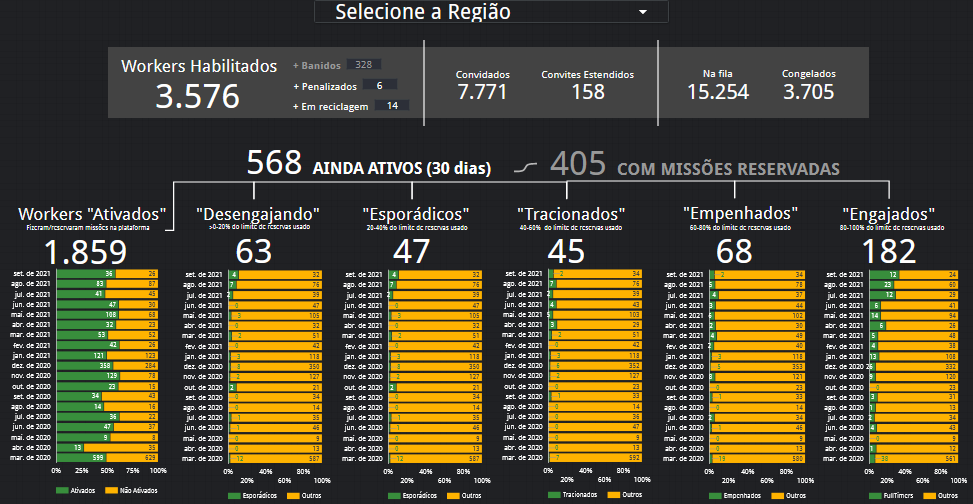 Selecione a Região
Workers Habilitados
3.576
+ Banidos 328
+ Penalizados 6
+ Em reciclagem 14
Convidados
7.771
Convites Estendidos
158
Na fila
15.254
Congelados
3.705
568 AINDA ATIVOS (30 dias)
405 COM MISSÕES RESERVADAS
Workers "Ativados"
Fizeram/reservaram missões na plataforma
1.859
"Desengajando"
>0-20% do limite de reservas usado
63
"Esporádicos"
20-40% do limite de reservas usado
47
"Tracionados"
40-60% do limite de reservas usado
45
"Empenhados"
60-80% do limite de reservas usado
68
"Engajados"
80-100% do limite de reservas usado
182
set. de 2021 36 26
ago. de 2021 83 87
jul. de 2021 41 45
jun. de 2021 47 30
mai. de 2021 108 68
abr. de 2021 32 23
mar. de 2021 53 52
fev. de 2021 42 26
jan. de 2021 121 123
dez. de 2020 358 284
nov. de 2020 129 78
out. de 2020 23 15
set. de 2020 34 43
ago. de 2020 14 16
jul. de 2020 36 22
jun. de 2020 47 37
mai. de 2020 9 8
abr. de 2020 13 35
mar. de 2020 599 629
0% 25% 50% 75% 100%
Ativados Não Ativados
set. de 2021 4 32
ago. de 2021 7 76
jul. de 2021 2 39
jun. de 2021 0 47
mai. de 2021 3 105
abr. de 2021 0 32
mar. de 2021 2 51
fev. de 2021 0 42
jan. de 2021 3 118
dez. de 2020 8 350
nov. de 2020 2 127
out. de 2020 2 21
set. de 2020 0 34
ago. de 2020 0 14
jul. de 2020 1 35
jun. de 2020 1 46
mai. de 2020 0 9
abr. de 2020 0 13
mar. de 2020 12 587
0% 20% 40% 60% 80% 100%
Esporádicos Outros
set. de 2021 4 32
ago. de 2021 7 76
jul. de 2021 2 39
jun. de 2021 0 47
mai. de 2021 3 105
abr. de 2021 0 32
mar. de 2021 2 51
fev. de 2021 0 42
jan. de 2021 3 118
dez. de 2020 8 350
nov. de 2020 2 127
out. de 2020 2 21
set. de 2020 0 34
ago. de 2020 0 14
jul. de 2020 1 35
jun. de 2020 1 46
mai. de 2020 0 9
abr. de 2020 0 13
mar. de 2020 12 587
0% 20% 40% 60% 80% 100%
Esporádicos Outros
set. de 2021 2 34
ago. de 2021 7 76
jul. de 2021 2 39
jun. de 2021 4 43
mai. de 2021 5 103
abr. de 2021 3 29
mar. de 2021 2 51
fev. de 2021 0 42
jan. de 2021 3 118
dez. de 2020 6 352
nov. de 2020 2 127
out. de 2020 0 23
set. de 2020 1 33
ago. de 2020 0 14
jul. de 2020 0 36
jun. de 2020 0 47
mai. de 2020 0 9
abr. de 2020 0 13
mar. de 2020 7 592
0% 50% 100%
Tracionados Outros
set. de 2021 2 34
ago. de 2021 5 78
jul. de 2021 4 37
jun. de 2021 3 44
mai. de 2021 6 102
abr. de 2021 2 30
mar. de 2021 4 49
fev. de 2021 2 40
jan. de 2021 3 118
dez. de 2020 5 353
nov. de 2020 8 121
out. de 2020 0 23
set. de 2020 1 33
ago. de 2020 0 14
jul. de 2020 2 34
jun. de 2020 1 46
mai. de 2020 0 9
abr. de 2020 0 13
mar. de 2020 19 580
0% 20% 40% 60% 80% 100%
Empenhados Outros
set. de 2021 12 24
ago. de 2021 23 60
jul. de 2021 12 29
jun. de 2021 6 41
mai. de 2021 14 94
abr. de 2021 6 26
mar. de 2021 5 48
fev. de 2021 4 38
jan. de 2021 13 108
dez. de 2020 26 332
nov. de 2020 9 120
out. de 2020 0 23
set. de 2020 3 31
ago. de 2020 1 13
jul. de 2020 2 34
jun. de 2020 4 43
mai. de 2020 0 9
abr. de 2020 1 12
mar. de 2020 38 561
0% 20% 40% 60% 80% 100%
FullTimers Outros